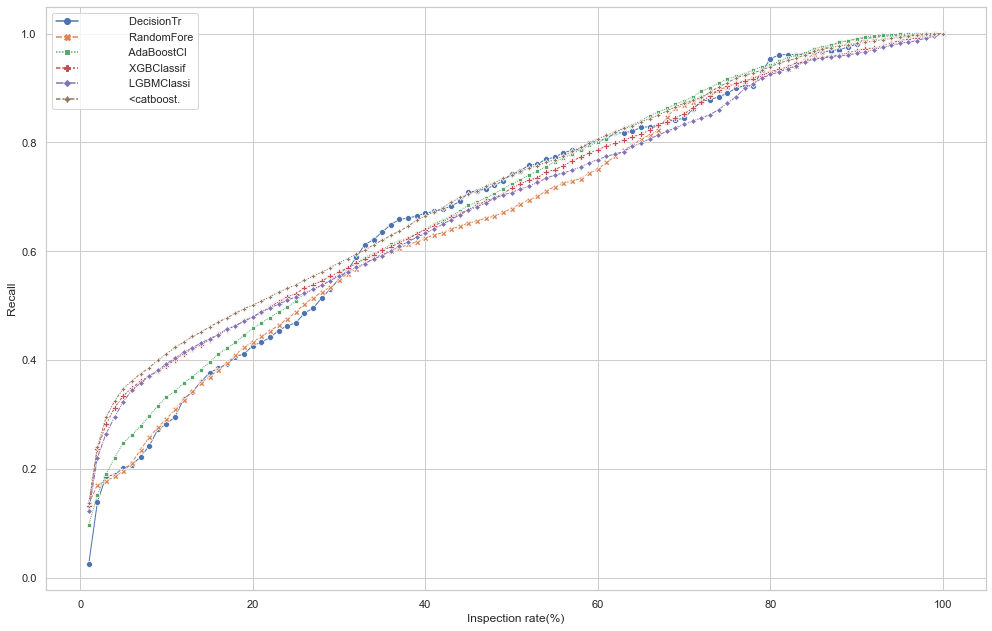 DecisionTr
RandomFore
AdaBoostCl
XGBClassif
LGBMClassi
<catboost.
1.0
0.8
0.6
0.4
0.2
0.0
Recall
0 20 40 60 80 100
Inspection rate(%)